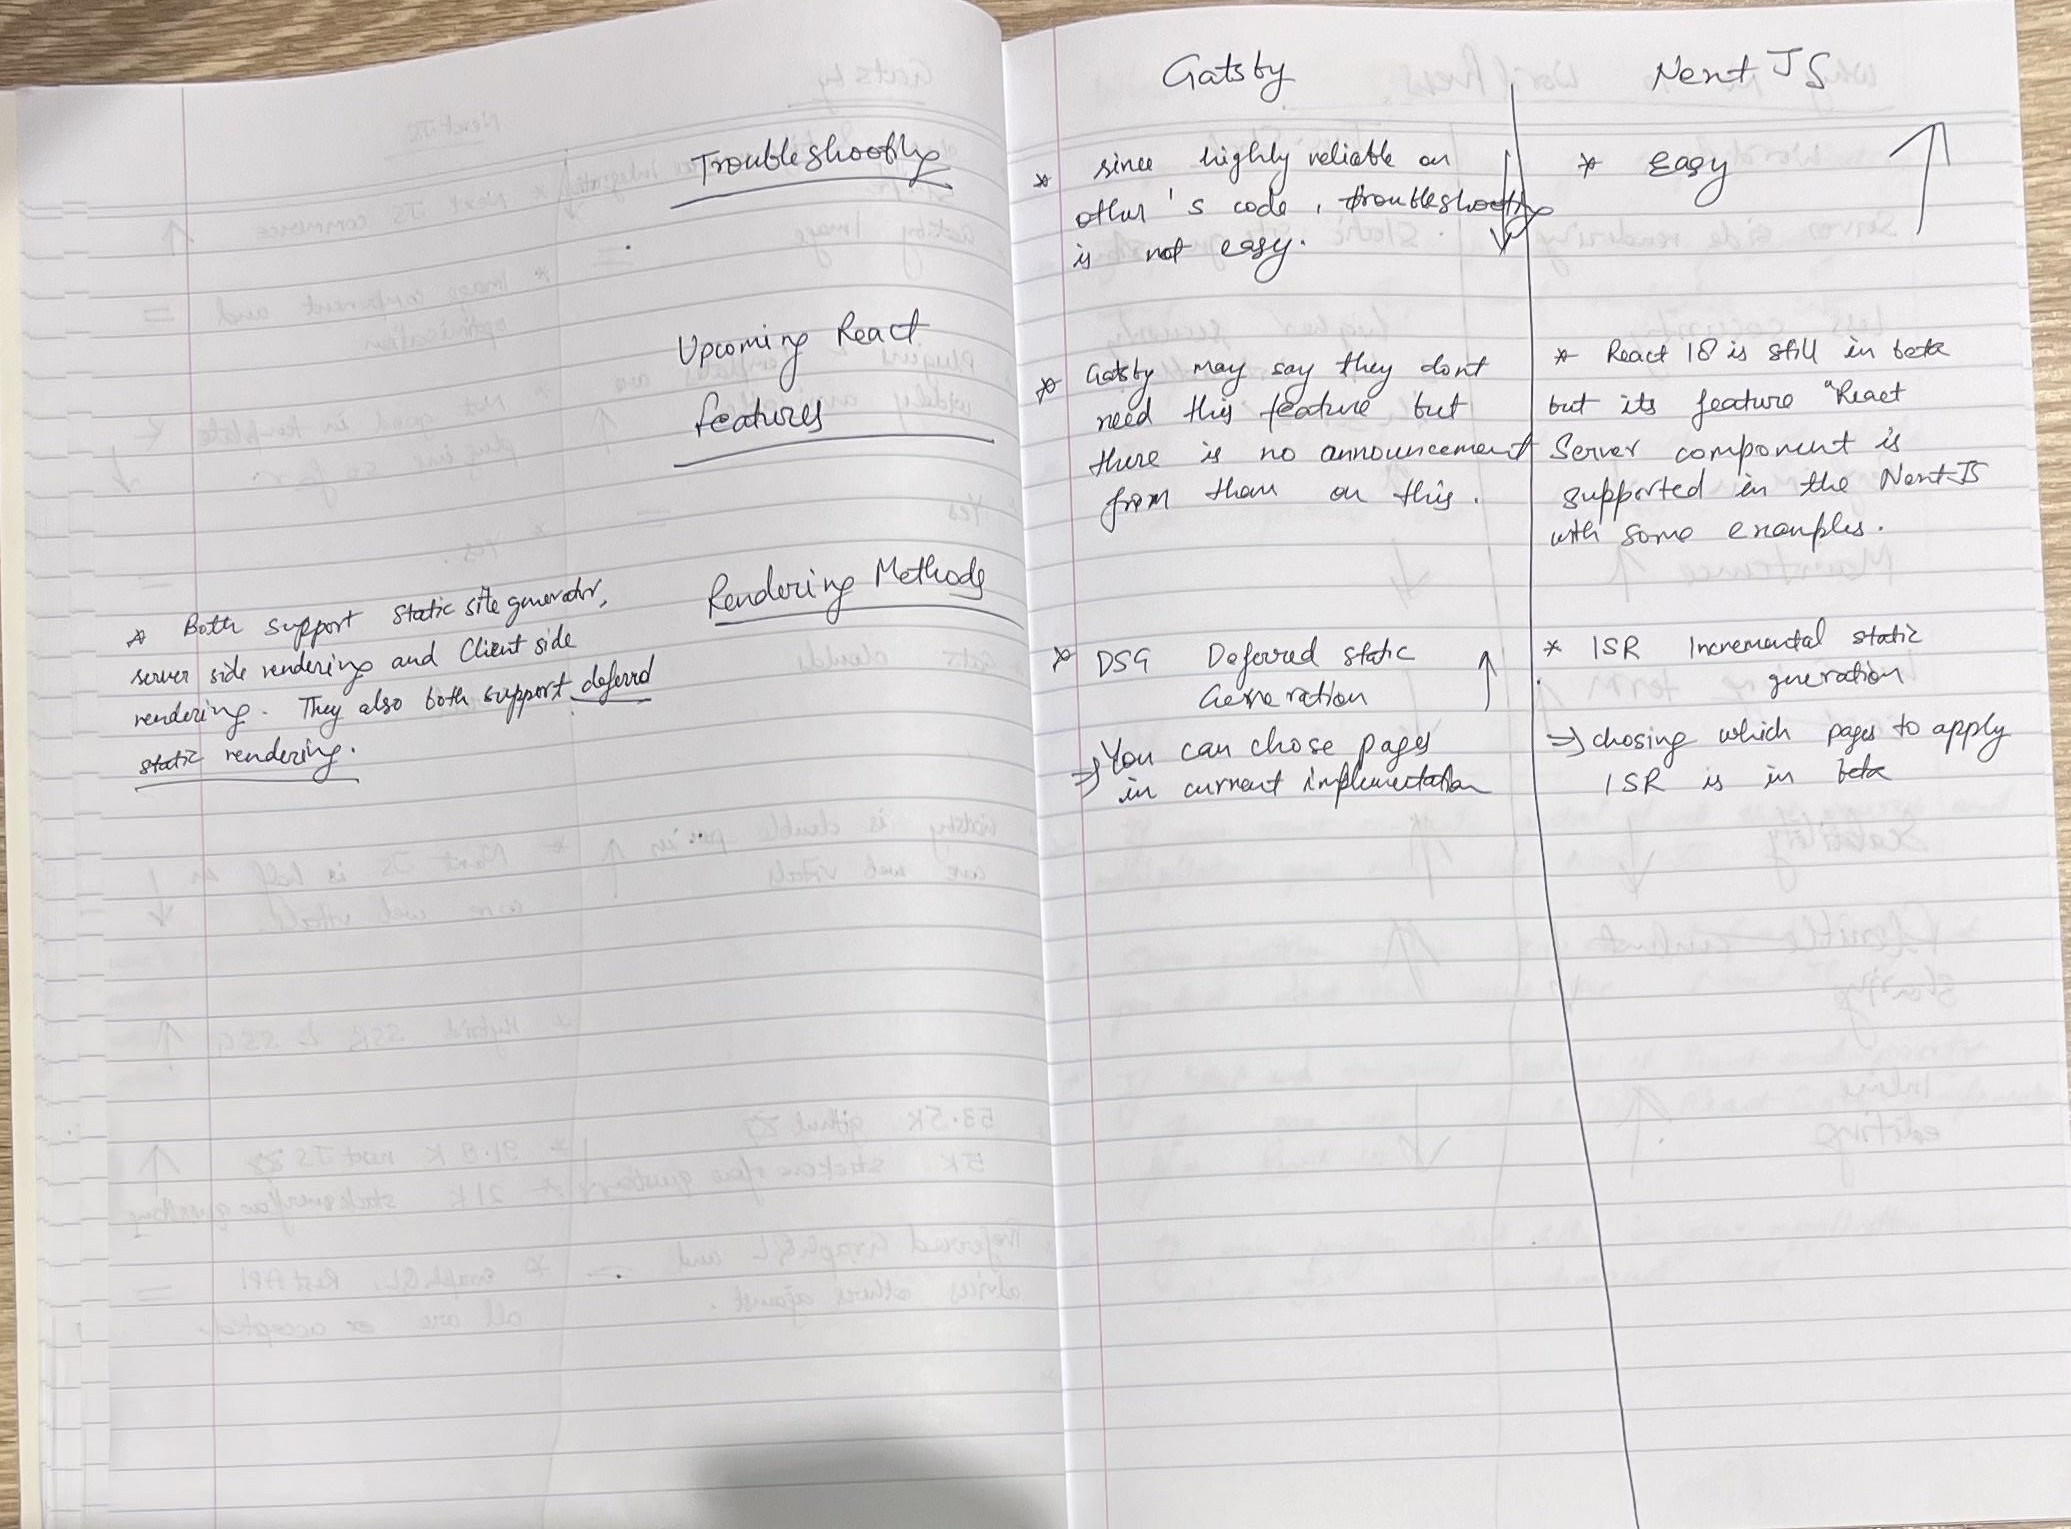 Gatsby
Next JS
Troubleshooting
* since highly reliable on
other's code, troubleshooting
is not easy.
* Easy
Upcoming React
features
* Gatsby may say they dont
need this feature but
there is no announcement
from them on this.
* React 18 is still in beta
but its feature "React
Server component is
supported in the Next JS
with some examples.
Rendering Methods
* Both support static site generator,
server side rendering and Client side
rendering. They also both support deferred
static rendering.
* DSG Deferred static
Generation
⇒ You can chose pages
in current implementation
* ISR Incremental static
generation
⇒ chosing which pages to apply
ISR is in beta